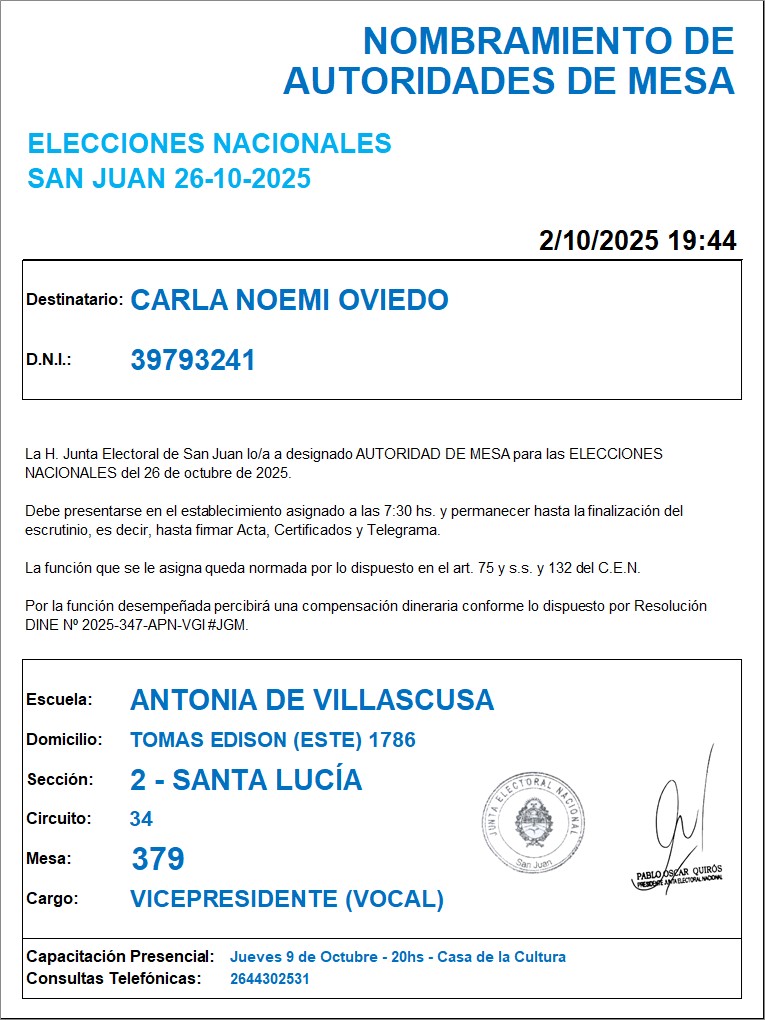 NOMBRAMIENTO DE
AUTORIDADES DE MESA
ELECCIONES NACIONALES
SAN JUAN 26-10-2025
2/10/2025 19:44
Destinatario: CARLA NOEMI OVIEDO
D.N.I.: 39793241
La H. Junta Electoral de San Juan lo/a a designado AUTORIDAD DE MESA para las ELECCIONES
NACIONALES del 26 de octubre de 2025.
Debe presentarse en el establecimiento asignado a las 7:30 hs. y permanecer hasta la finalización del
escrutinio, es decir, hasta firmar Acta, Certificados y Telegrama.
La función que se le asigna queda normada por lo dispuesto en el art. 75 y s.s. y 132 del C.E.N.
Por la función desempeñada percibirá una compensación dineraria conforme lo dispuesto por Resolución
DINE Nº 2025-347-APN-VGI#JGM.
Escuela: ANTONIA DE VILLASCUSA
Domicilio: TOMAS EDISON (ESTE) 1786
Sección: 2 - SANTA LUCÍA
Circuito: 34
Mesa: 379
Cargo: VICEPRESIDENTE (VOCAL)
JUNTA ELECTORAL NACIONAL
San Juan
PABLO OSCAR QUIRÓS
PRESIDENTE JUNTA ELECTORAL NACIONAL
Capacitación Presencial: Jueves 9 de Octubre - 20hs - Casa de la Cultura
Consultas Telefónicas: 2644302531